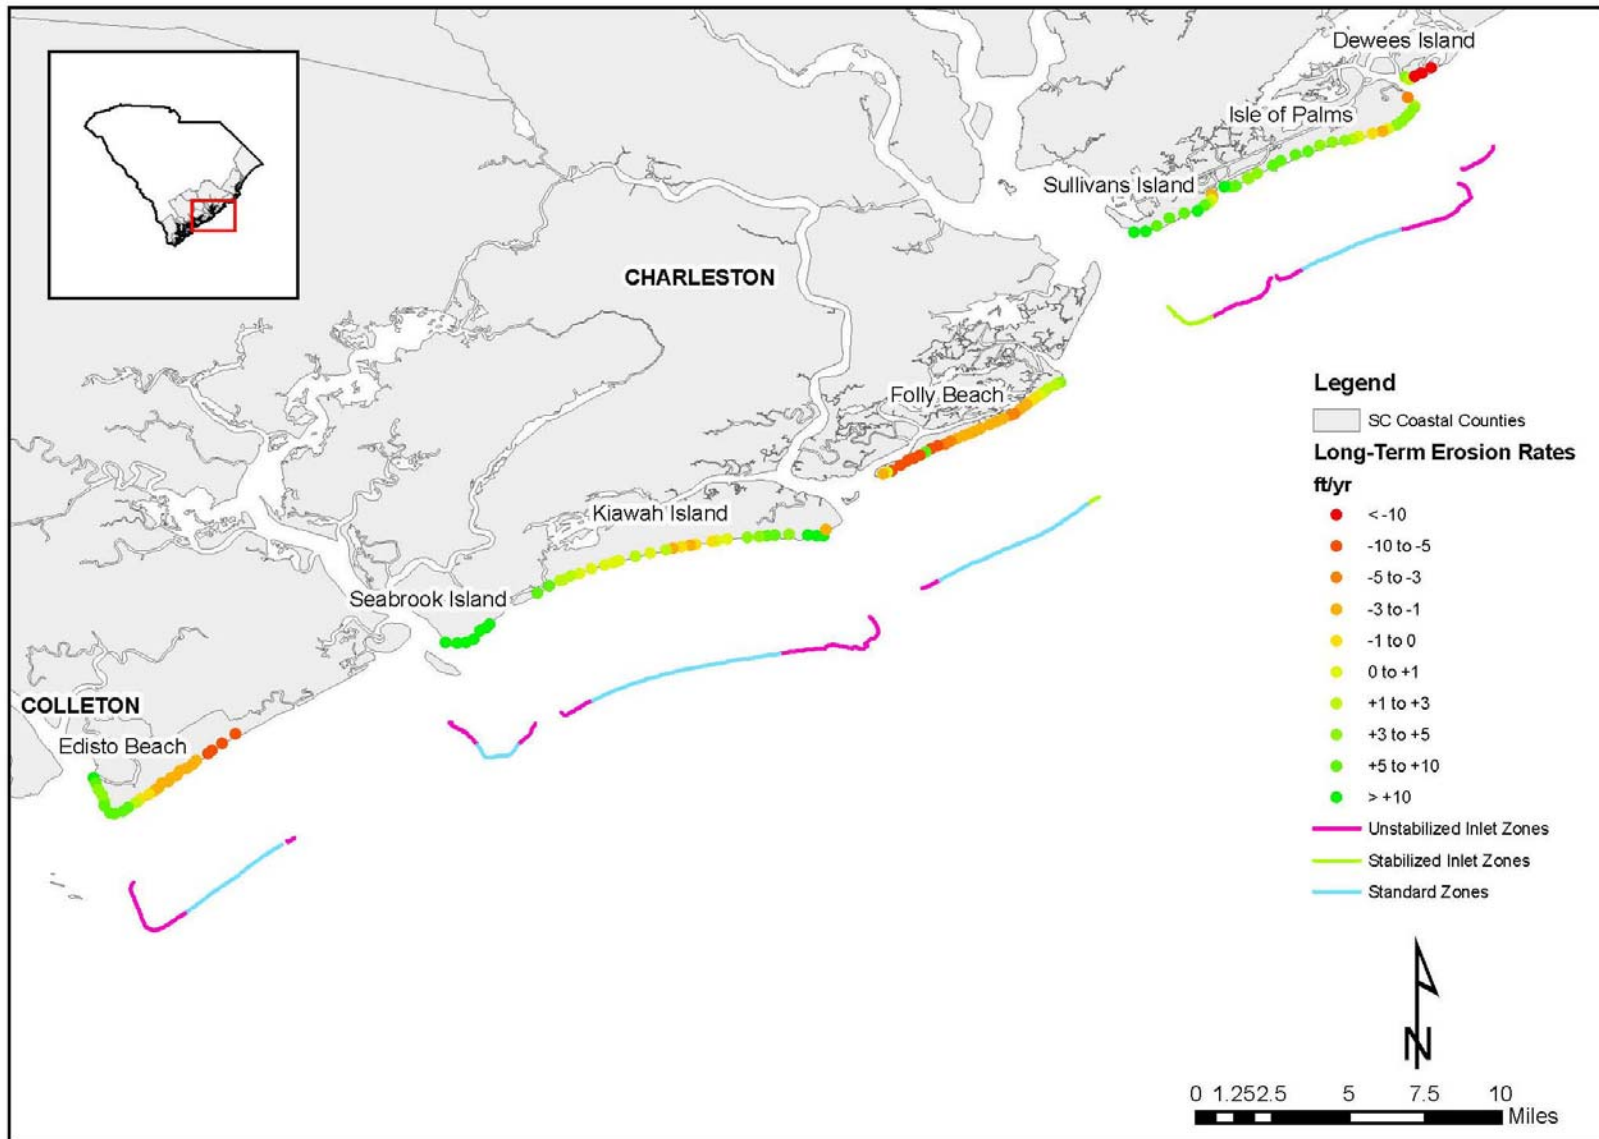 Dewees Island
Isle of Palms
Sullivans Island
CHARLESTON
Folly Beach
Kiawah Island
Seabrook Island
COLLETON
Edisto Beach
Legend
SC Coastal Counties
Long-Term Erosion Rates
ft/yr
< -10
-10 to -5
-5 to -3
-3 to -1
-1 to 0
0 to +1
+1 to +3
+3 to +5
+5 to +10
> +10
Unstabilized Inlet Zones
Stabilized Inlet Zones
Standard Zones
N
0 1.25 2.5 5 7.5 10
Miles